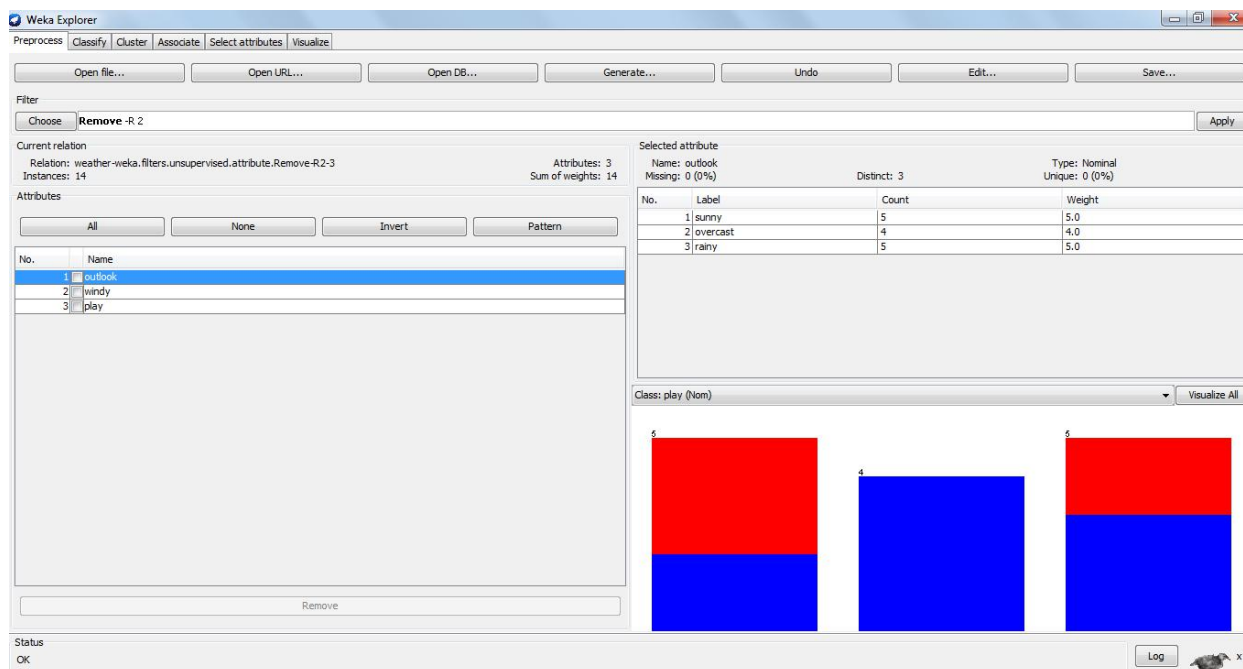 Weka Explorer
Preprocess Classify Cluster Associate Select attributes Visualize
Open file... Open URL... Open DB... Generate... Undo Edit... Save...
Filter
Choose Remove -R 2 Apply
Current relation
Relation: weather-weka.filters.unsupervised.attribute.Remove-R2-3 Attributes: 3
Instances: 14 Sum of weights: 14
Attributes
All None Invert Pattern
No. Name
1 outlook
2 windy
3 play
Remove
Selected attribute
Name: outlook Type: Nominal
Missing: 0 (0%) Distinct: 3 Unique: 0 (0%)
No. Label Count Weight
1 sunny 5 5.0
2 overcast 4 4.0
3 rainy 5 5.0
Class: play (Nom) Visualize All
5 4 5
Status
OK Log x